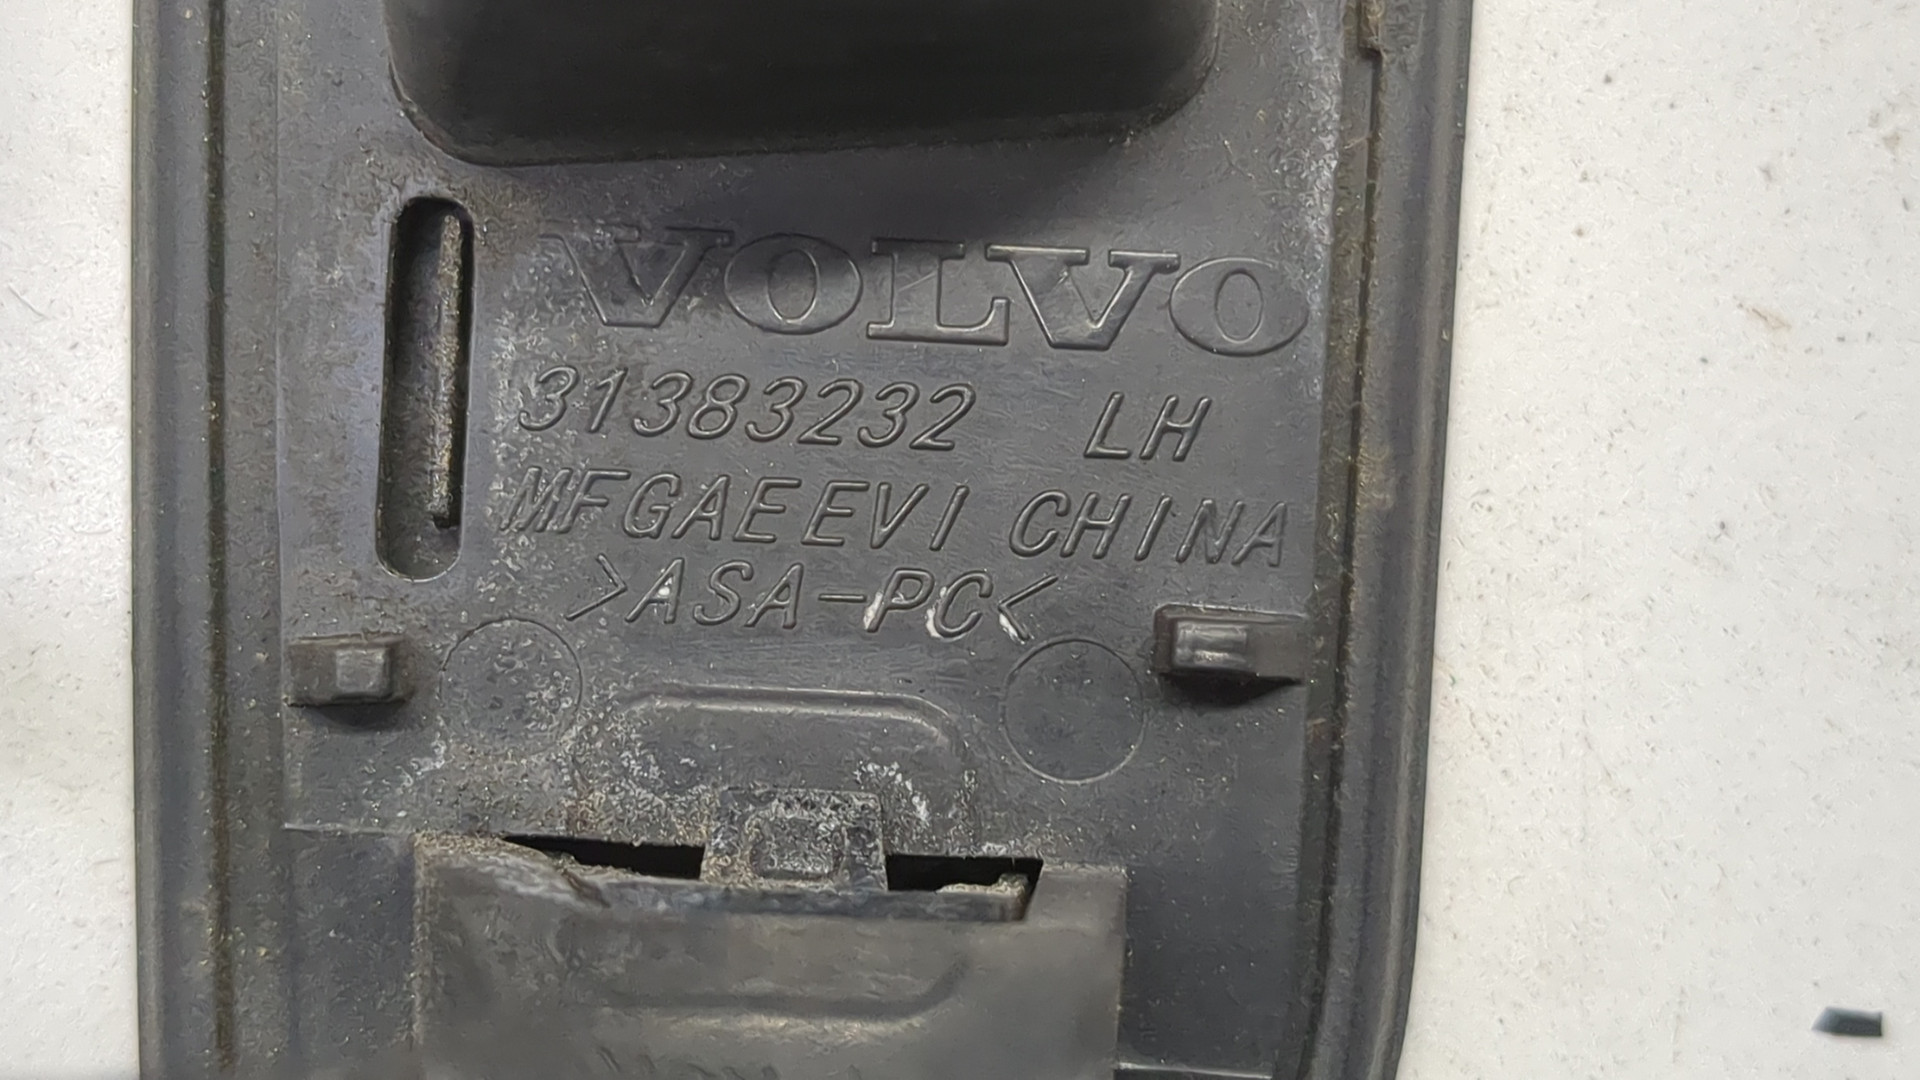 VOLVO
31383232 LH
MFGAEEVI CHINA
>ASA-PC<